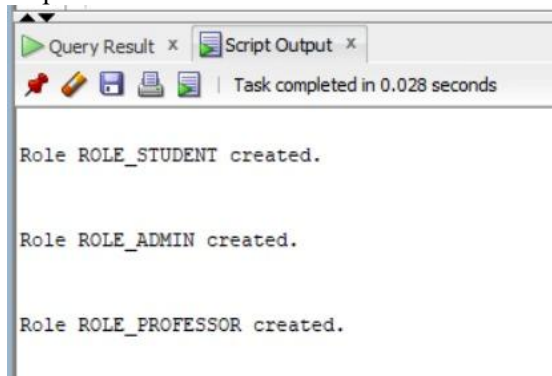 Query Result x Script Output x
Task completed in 0.028 seconds
Role ROLE_STUDENT created.
Role ROLE_ADMIN created.
Role ROLE_PROFESSOR created.